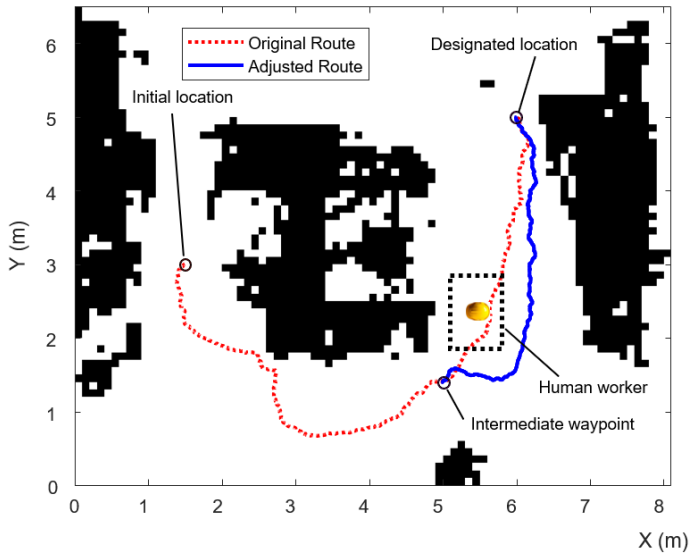 Original Route
Adjusted Route
Designated location
Initial location
Human worker
Intermediate waypoint
Y (m)
6
5
4
3
2
1
0
0 1 2 3 4 5 6 7 8
X (m)